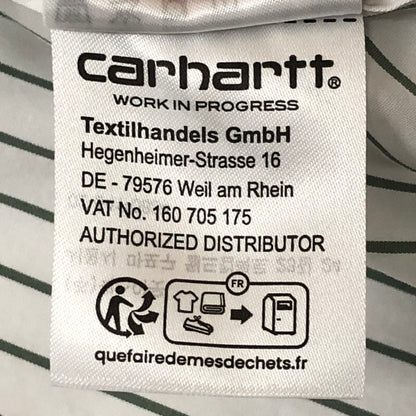 carhartt®
WORK IN PROGRESS
Textilhandels GmbH
Hegenheimer-Strasse 16
DE - 79576 Weil am Rhein
VAT No. 160 705 175
AUTHORIZED DISTRIBUTOR
FR
quefairedemesdechets.fr